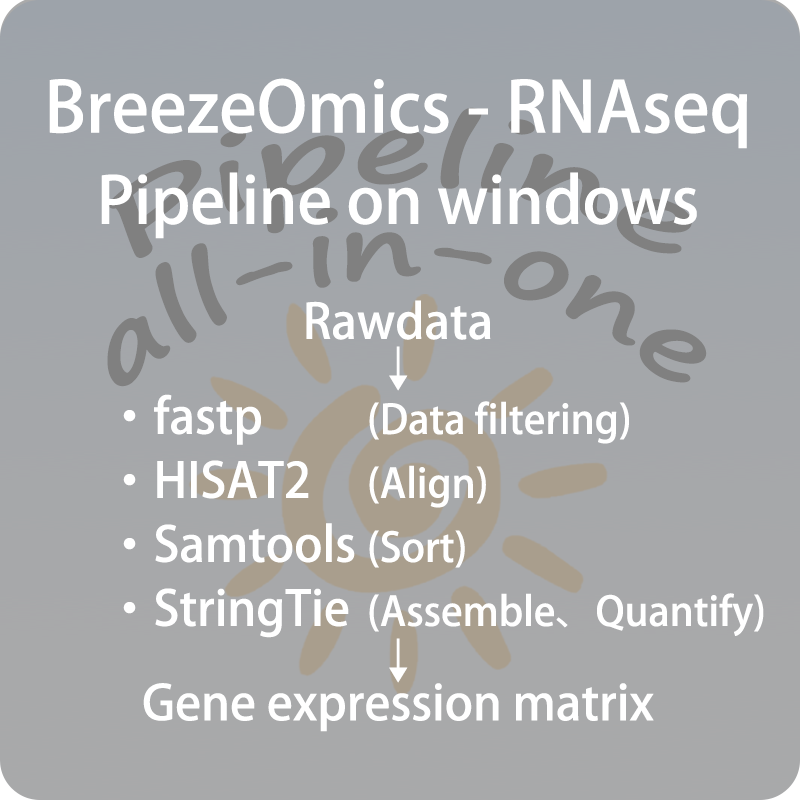 BreezeOmics - RNAseq
Pipeline on windows
Pipeline
all-in-one
Rawdata
• fastp (Data filtering)
• HISAT2 (Align)
• Samtools (Sort)
• StringTie (Assemble、Quantify)
Gene expression matrix